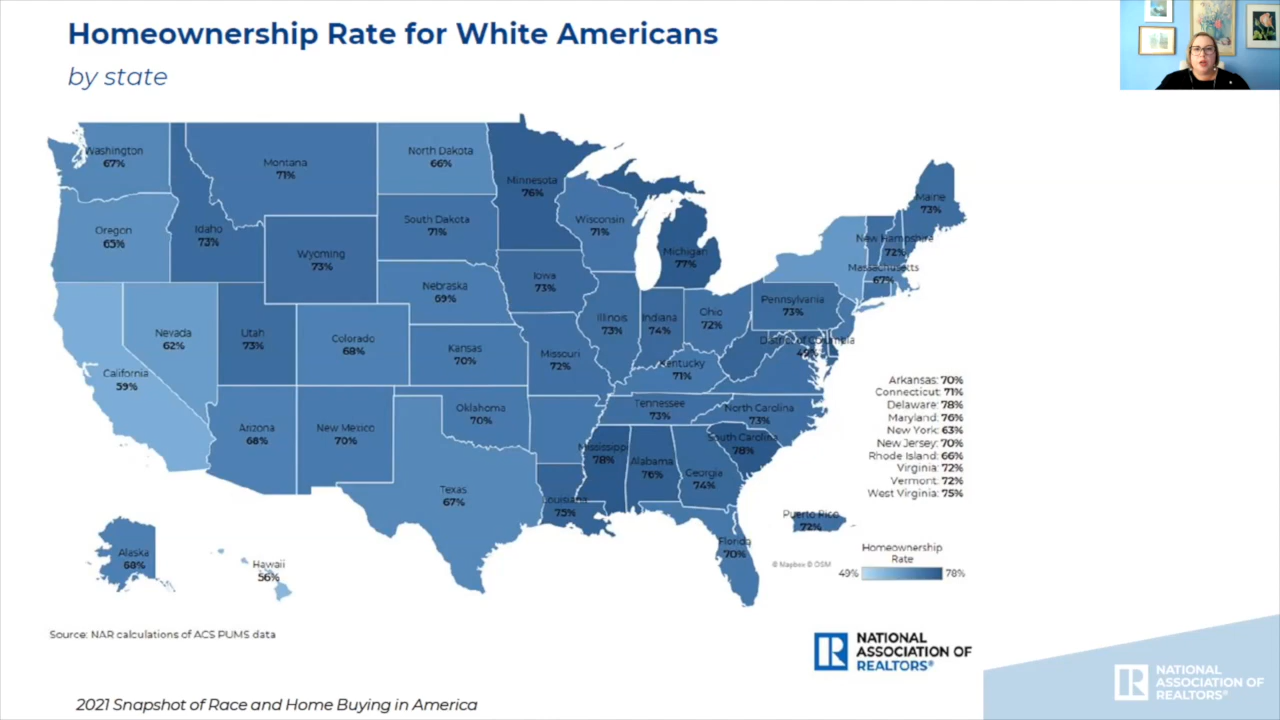 Homeownership Rate for White Americans
by state
Washington
67%
Montana
71%
North Dakota
66%
Minnesota
76%
Maine
73%
Oregon
65%
Idaho
73%
South Dakota
71%
Wisconsin
71%
New Hampshire
72%
Wyoming
73%
Michigan
77%
Massachusetts
67%
Iowa
73%
Nebraska
69%
Pennsylvania
73%
Nevada
62%
Utah
73%
Colorado
68%
Illinois
73%
Indiana
74%
Ohio
72%
District of Columbia
49%
Kansas
70%
Missouri
72%
Kentucky
71%
California
59%
Arkansas: 70%
Connecticut: 71%
Delaware: 78%
Maryland: 76%
New York: 63%
New Jersey: 70%
Rhode Island: 66%
Virginia: 72%
Vermont: 72%
West Virginia: 75%
Tennessee
73%
North Carolina
73%
Oklahoma
70%
Arizona
68%
New Mexico
70%
South Carolina
78%
Mississippi
78%
Alabama
76%
Georgia
74%
Texas
67%
Louisiana
75%
Puerto Rico
72%
Florida
70%
Alaska
68%
Hawaii
56%
Homeownership
Rate
49% 78%
© Mapbox © OSM
Source: NAR calculations of ACS PUMS data
NATIONAL
ASSOCIATION OF
REALTORS®
NATIONAL
ASSOCIATION OF
REALTORS®
2021 Snapshot of Race and Home Buying in America